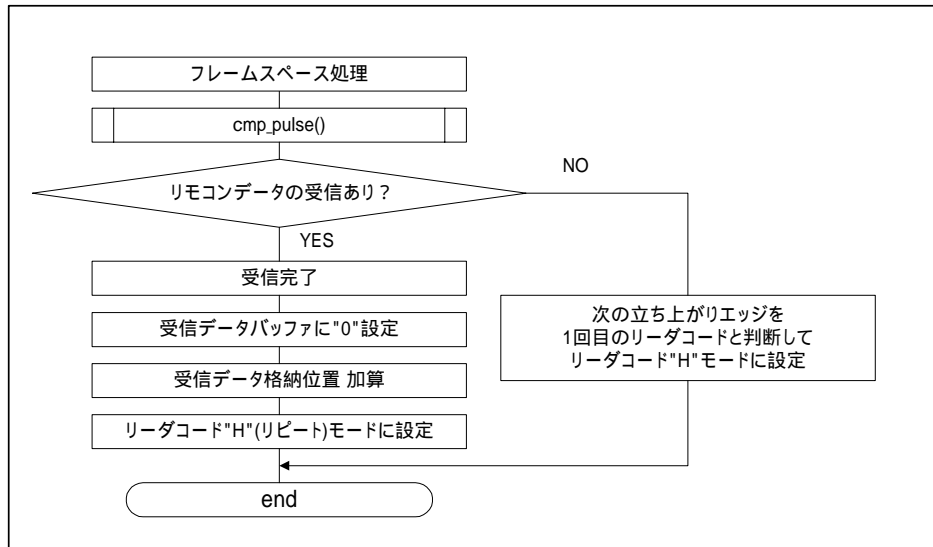 フレームスペース処理
cmp_pulse()
リモコンデータの受信あり？
NO
YES
受信完了
受信データバッファに"0"設定
受信データ格納位置 加算
リーダコード"H"(リピート)モードに設定
次の立ち上がりエッジを
1回目のリーダコードと判断して
リーダコード"H"モードに設定
end